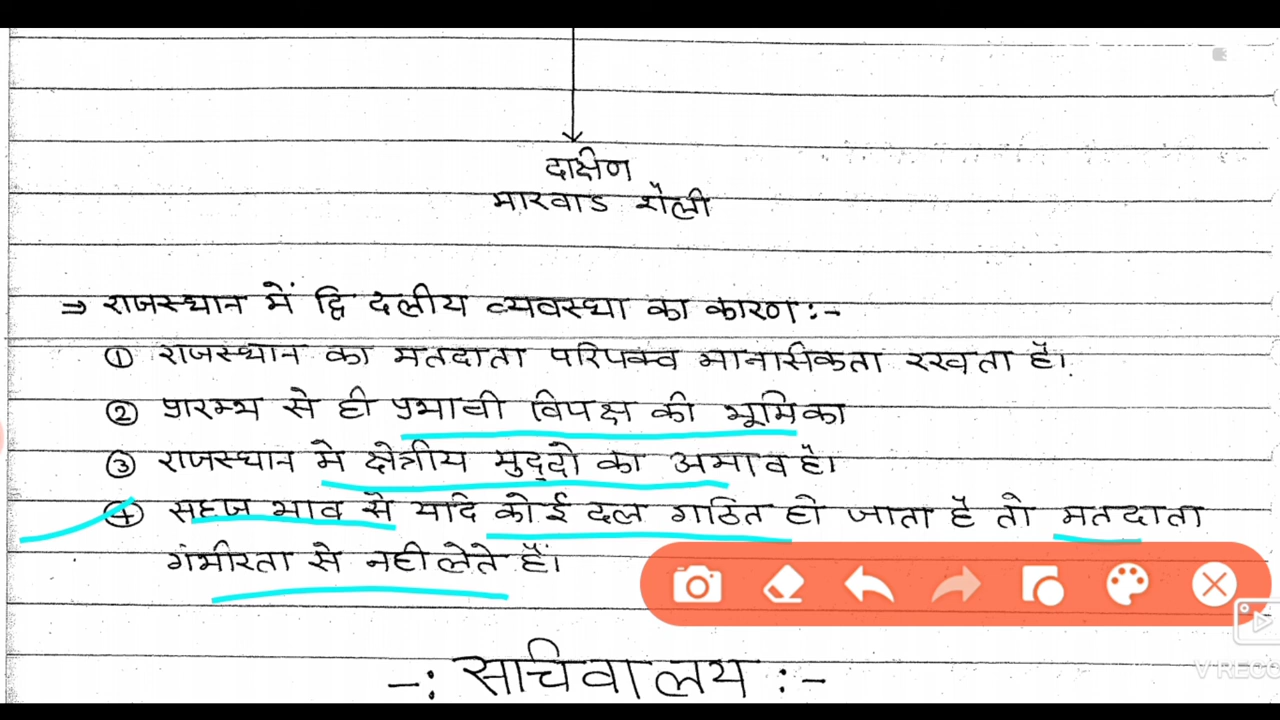 दाक्षिण
मारवाड शैली
⇒ राजस्थान में द्वि दलीय व्यवस्था का कारण :-
① राजस्थान का मतदाता परिपक्व मानसिकता रखता है।
② प्रारम्भ से ही प्रभावी विपक्ष की भूमिका
③ राजस्थान मे क्षेत्रीय मुद्दो का अभाव है।
④ सहज भाव से यदि कोई दल गठित हो जाता है तो मतदाता
गंभीरता से नही लेते हैं।
-: सचिवालय :-